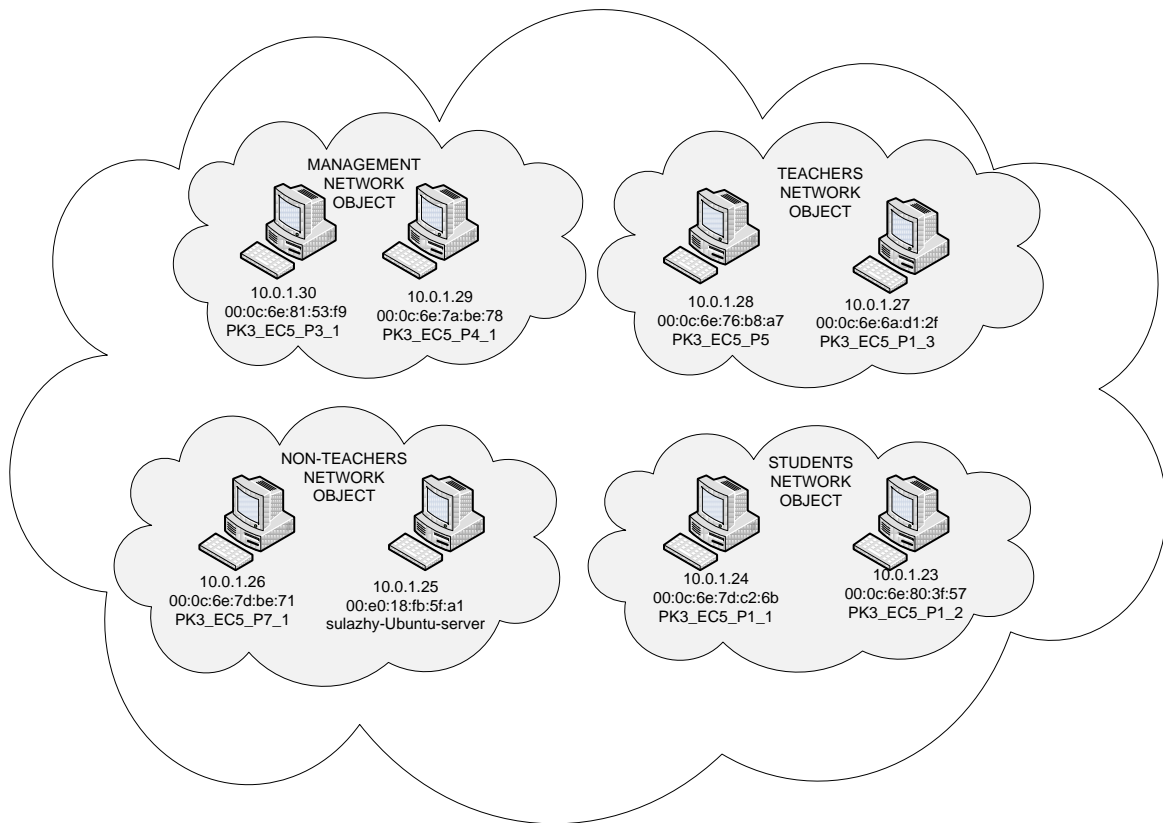 MANAGEMENT
NETWORK
OBJECT
10.0.1.30
00:0c:6e:81:53:f9
PK3_EC5_P3_1
10.0.1.29
00:0c:6e:7a:be:78
PK3_EC5_P4_1
TEACHERS
NETWORK
OBJECT
10.0.1.28
00:0c:6e:76:b8:a7
PK3_EC5_P5
10.0.1.27
00:0c:6e:6a:d1:2f
PK3_EC5_P1_3
NON-TEACHERS
NETWORK
OBJECT
10.0.1.26
00:0c:6e:7d:be:71
PK3_EC5_P7_1
10.0.1.25
00:e0:18:fb:5f:a1
sulazhy-Ubuntu-server
STUDENTS
NETWORK
OBJECT
10.0.1.24
00:0c:6e:7d:c2:6b
PK3_EC5_P1_1
10.0.1.23
00:0c:6e:80:3f:57
PK3_EC5_P1_2